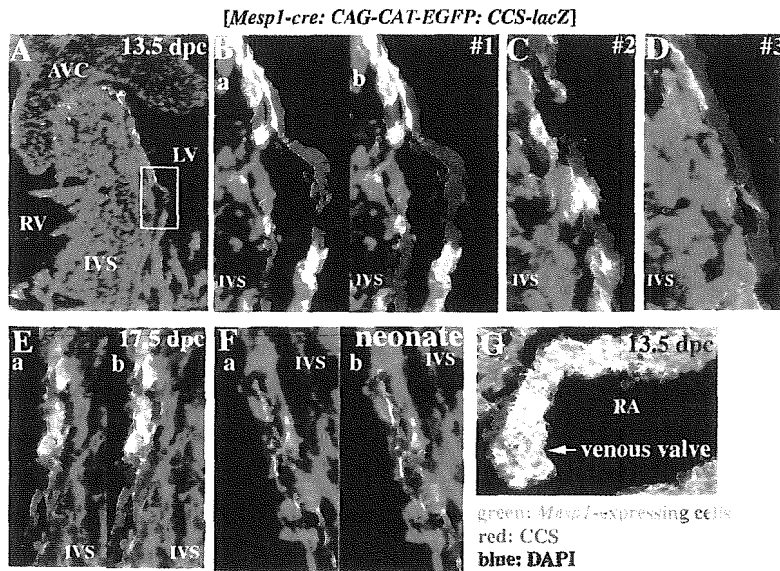 [Mesp1-cre: CAG-CAT-EGFP: CCS-lacZ]
A 13.5 dpc
AVC
LV
RV
IVS
B #1
a b
IVS IVS
C #2
IVS
D #3
IVS
E 17.5 dpc
a b
IVS IVS
F neonate
a b
IVS IVS
G 13.5 dpc
RA
venous valve
green: Mesp1-expressing cells
red: CCS
blue: DAPI